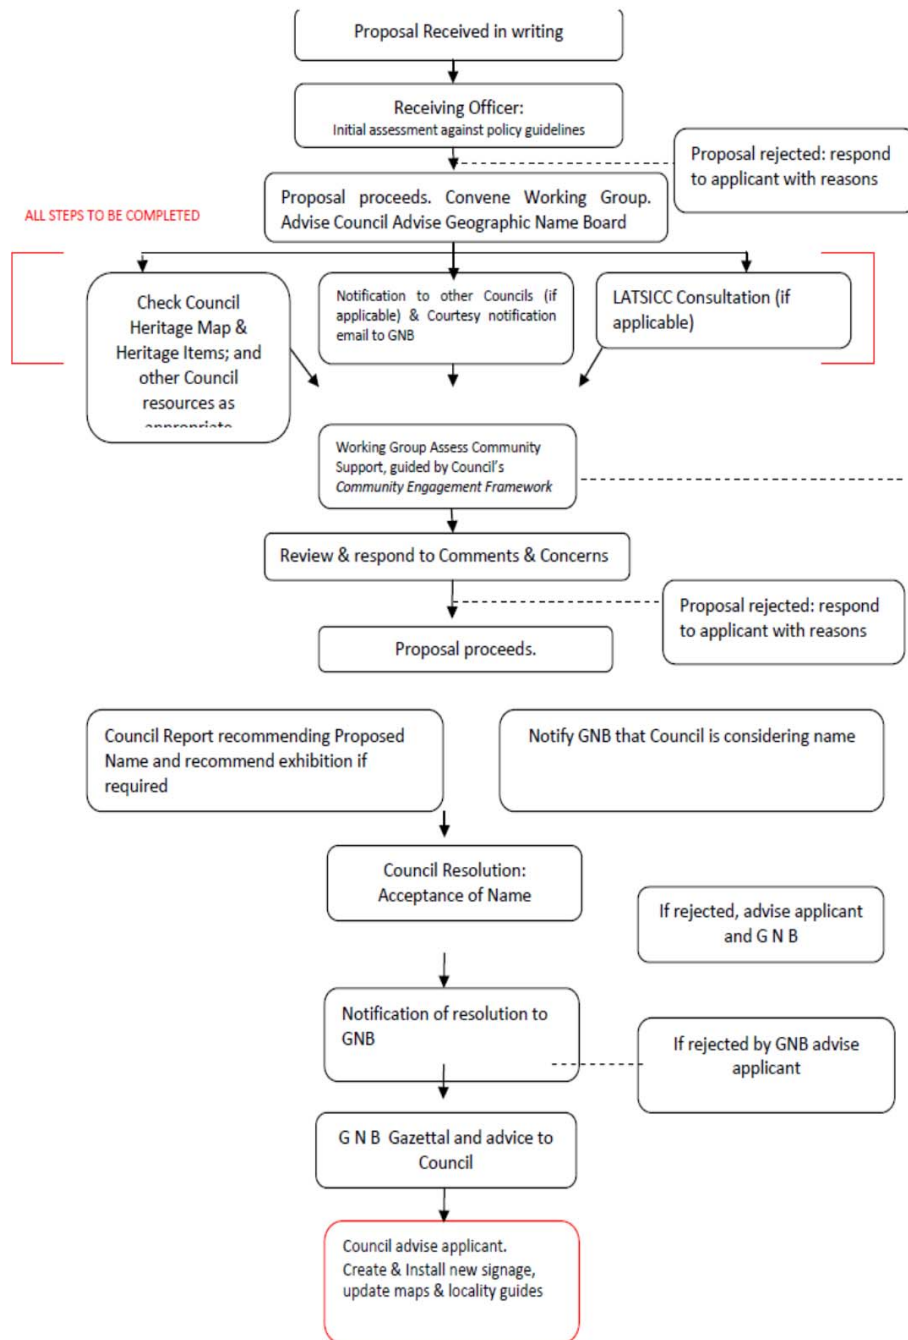 Proposal Received in writing
Receiving Officer:
Initial assessment against policy guidelines
Proposal rejected: respond
to applicant with reasons
Proposal proceeds. Convene Working Group.
Advise Council Advise Geographic Name Board
ALL STEPS TO BE COMPLETED
Check Council
Heritage Map &
Heritage Items; and
other Council
resources as
appropriate
Notification to other Councils (if
applicable) & Courtesy notification
email to GNB
LATSICC Consultation (if
applicable)
Working Group Assess Community
Support, guided by Council's
Community Engagement Framework
Review & respond to Comments & Concerns
Proposal rejected: respond
to applicant with reasons
Proposal proceeds.
Council Report recommending Proposed
Name and recommend exhibition if
required
Notify GNB that Council is considering name
Council Resolution:
Acceptance of Name
If rejected, advise applicant
and G N B
Notification of resolution to
GNB
If rejected by GNB advise
applicant
G N B Gazettal and advice to
Council
Council advise applicant.
Create & Install new signage,
update maps & locality guides